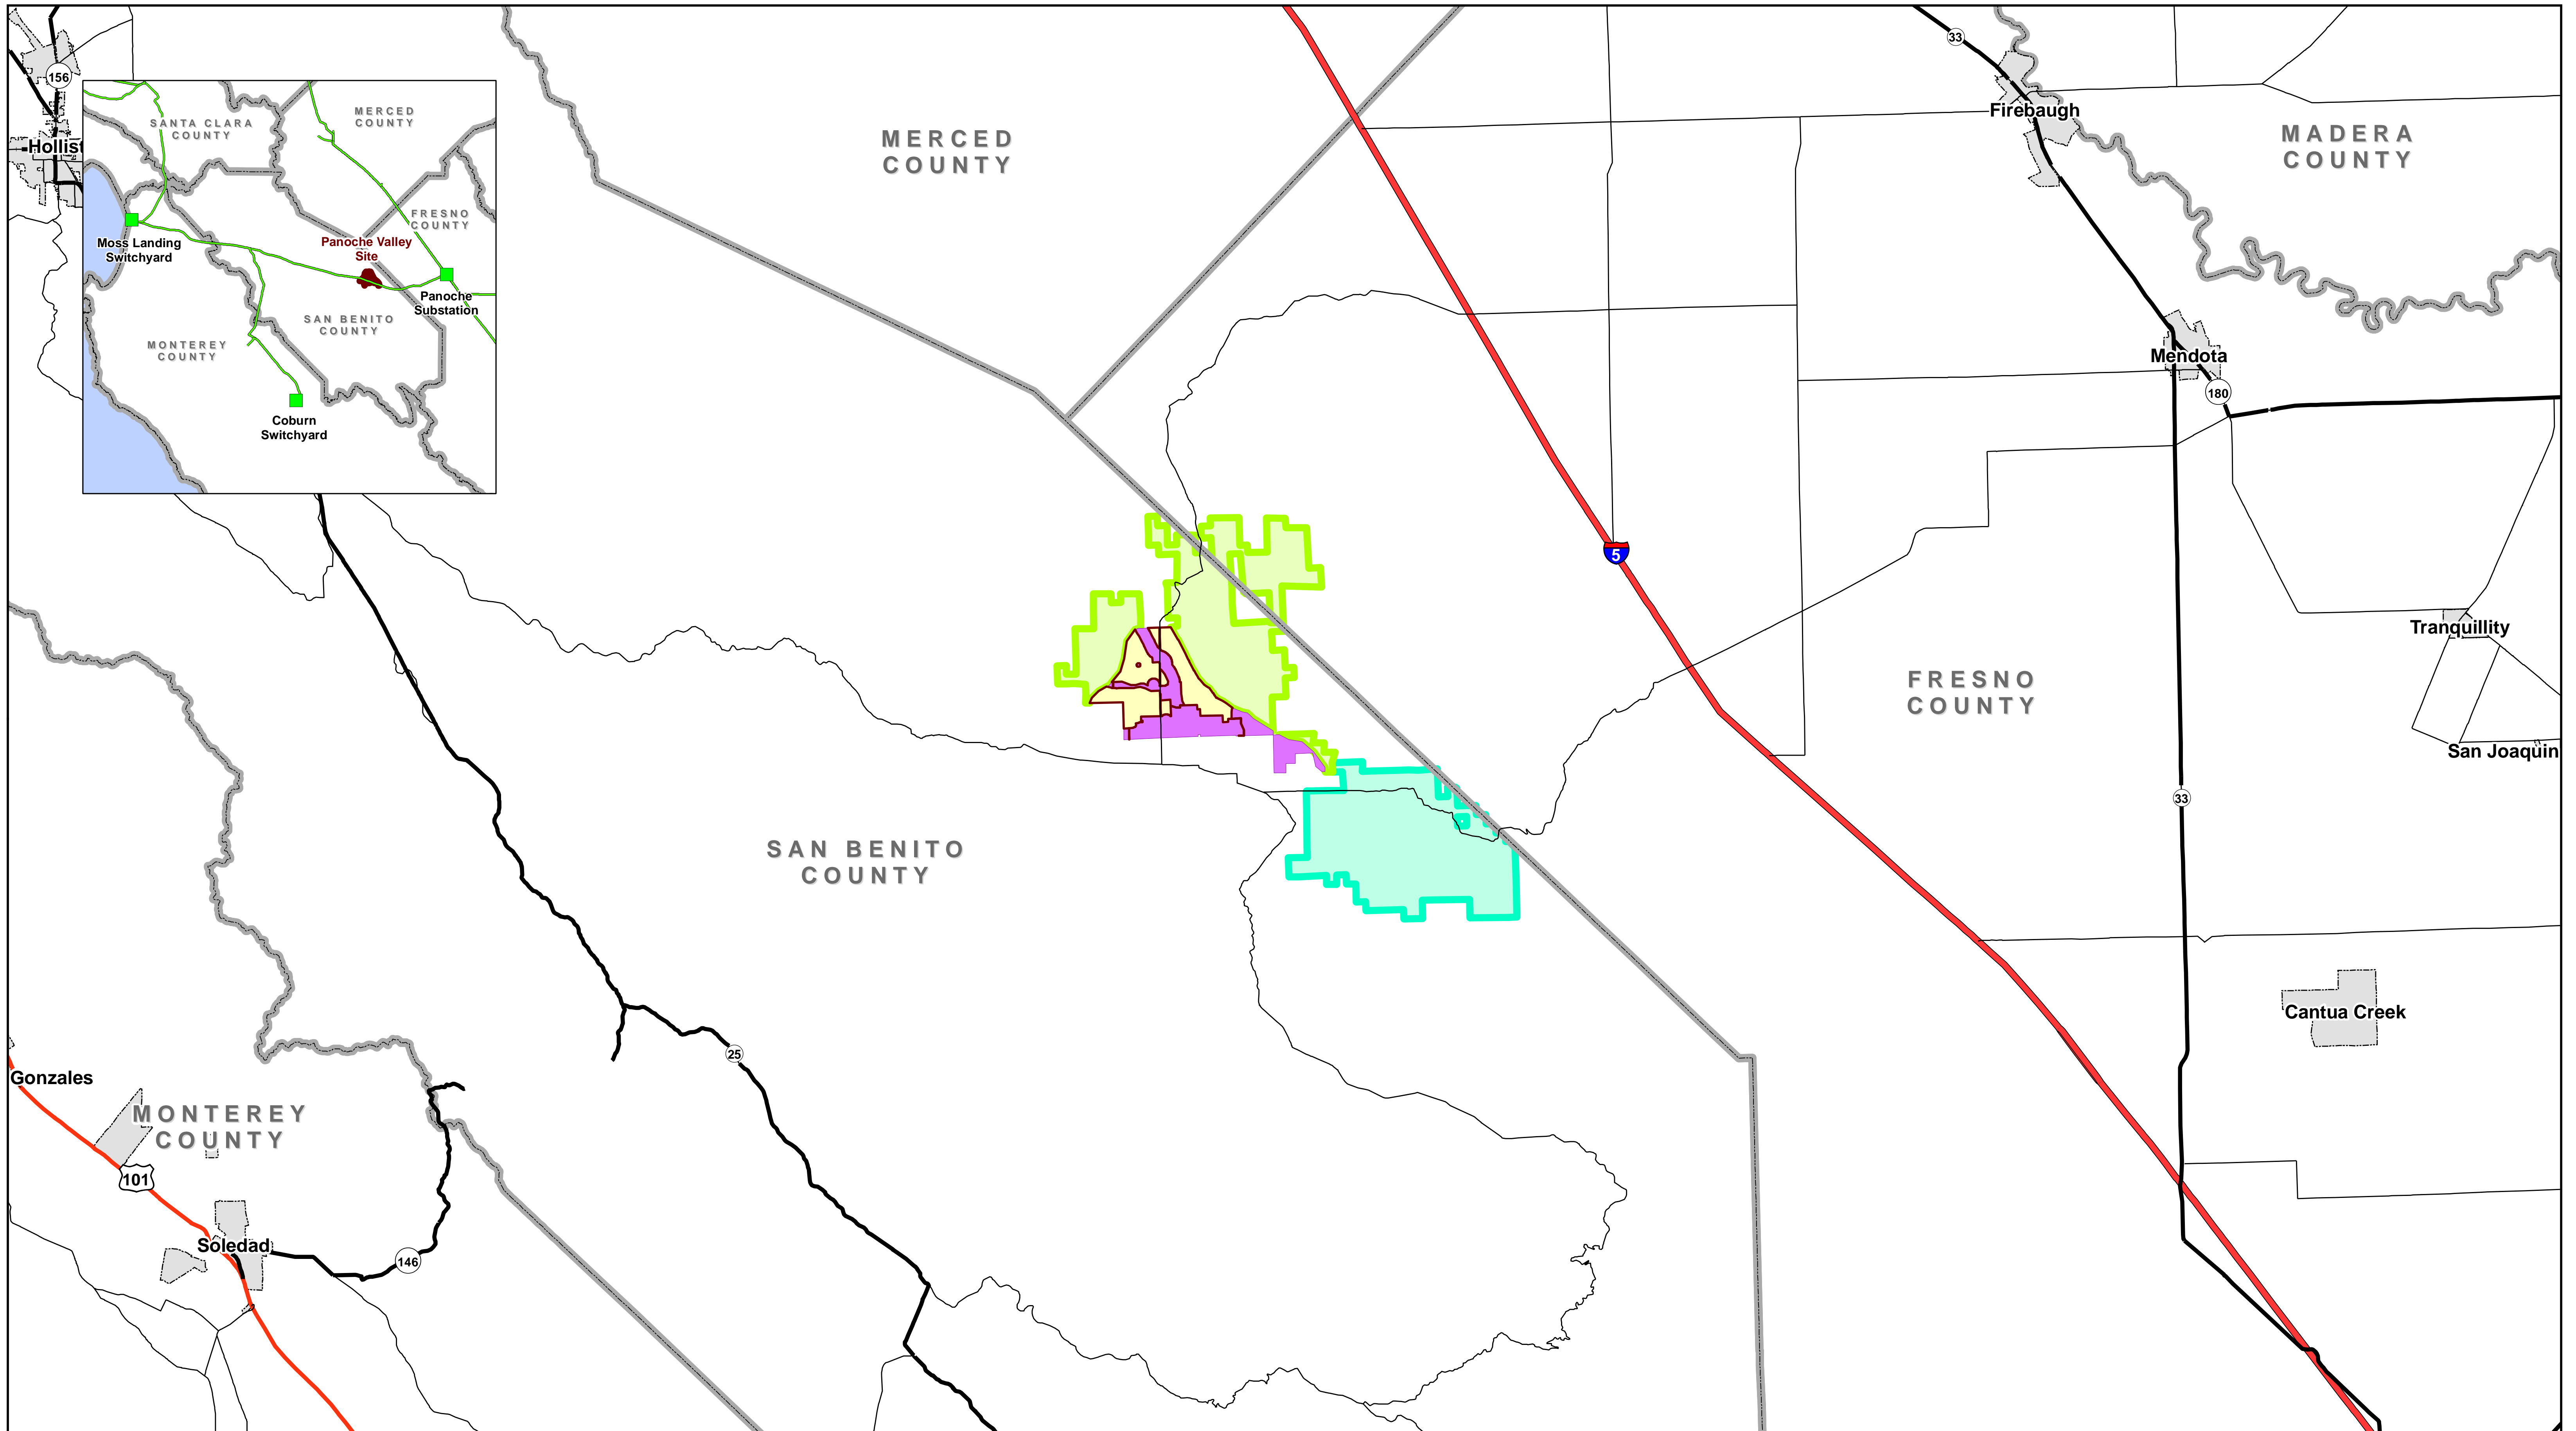 33
156
Firebaugh
MERCED
COUNTY
MADERA
COUNTY
Hollist
SANTA CLARA
COUNTY
MERCED
COUNTY
FRESNO
COUNTY
Moss Landing
Switchyard
Panoche Valley
Site
Panoche
Substation
SAN BENITO
COUNTY
MONTEREY
COUNTY
Coburn
Switchyard
Mendota
180
5
Tranquillity
FRESNO
COUNTY
San Joaquin
33
SAN BENITO
COUNTY
Cantua Creek
25
Gonzales
MONTEREY
COUNTY
101
Soledad
146